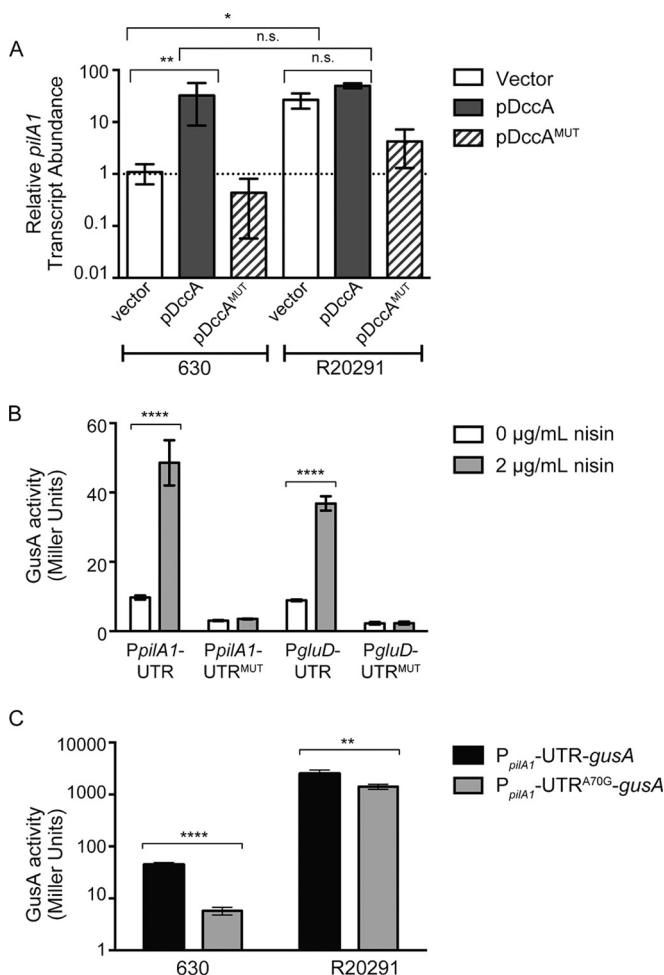 A
*
n.s.
**
n.s.
Relative pilA1
Transcript Abundance
100
10
1
0.1
0.01
vector
pDccA
pDccAMUT
vector
pDccA
pDccAMUT
630
R20291
Vector
pDccA
pDccAMUT
B
GusA activity
(Miller Units)
60
40
20
0
****
****
PpilA1-
UTR
PpilA1-
UTRMUT
PgluD-
UTR
PgluD-
UTRMUT
0 µg/mL nisin
2 µg/mL nisin
C
GusA activity
(Miller Units)
10000
1000
100
10
1
****
**
630
R20291
PpilA1-UTR-gusA
PpilA1-UTRA70G-gusA